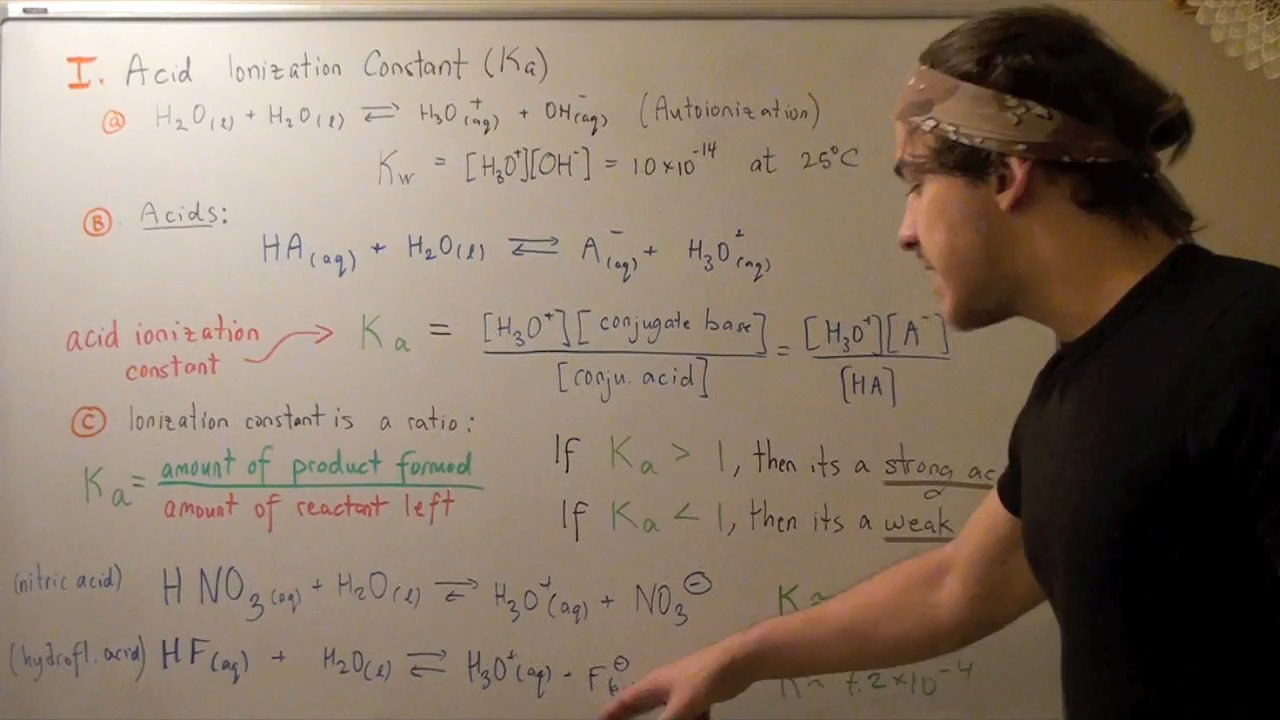 I. Acid Ionization Constant (Ka)
ⓐ H₂O(l) + H₂O(l) ⇌ H₃O⁺(aq) + OH⁻(aq) (Autoionization)
Kw = [H₃O⁺][OH⁻] = 1.0×10⁻¹⁴ at 25°C
Ⓑ Acids:
HA(aq) + H₂O(l) ⇌ A⁻(aq) + H₃O⁺(aq)
acid ionization constant → Ka = [H₃O⁺][conjugate base] / [conju. acid] = [H₃O⁺][A⁻] / [HA]
Ⓒ Ionization constant is a ratio:
Ka = amount of product formed / amount of reactant left
If Ka > 1, then its a strong ac
If Ka < 1, then its a weak
(nitric acid) HNO₃(aq) + H₂O(l) ⇌ H₃O⁺(aq) + NO₃⊖ K≈
(hydrofl. acid) HF(aq) + H₂O(l) ⇌ H₃O⁺(aq) - F⊖ K≈ 7.2×10⁻⁴